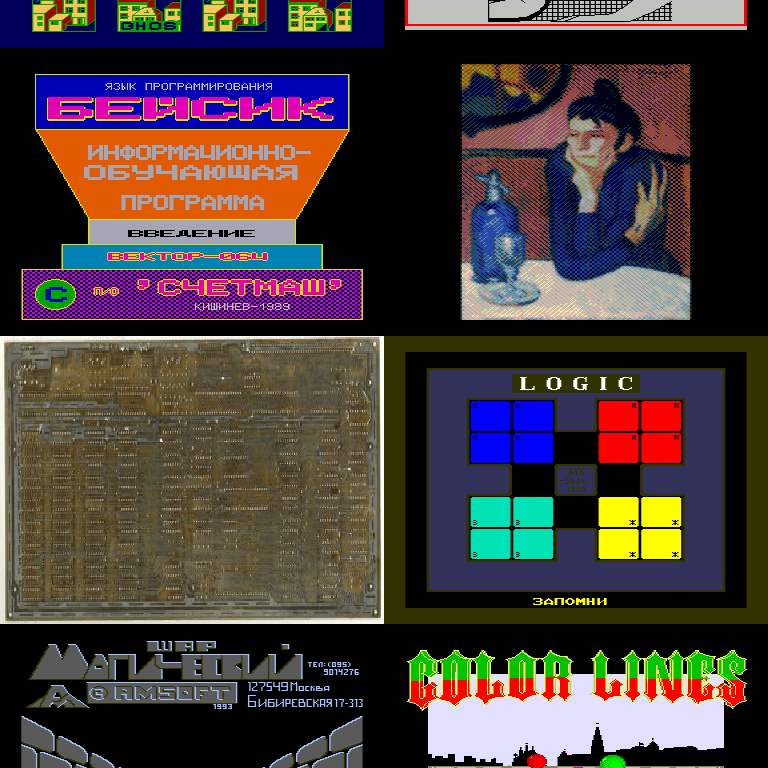 GHOS
ЯЗЫК ПРОГРАММИРОВАНИЯ
БЕЙСИК
ИНФОРМАЦИОННО-
ОБУЧАЮЩАЯ
ПРОГРАММА
ВВЕДЕНИЕ
ВЕКТОР-06Ц
С П/О "СЧЕТМАШ"
КИШИНЕВ-1989
LOGIC
ЗАПОМНИ
ШАР
МАГИЧЕСКИЙ
ТЕЛ:(095)
9014276
© AMSOFT
1993
127549 Москва
БИБИРЕВСКАЯ 17-313
COLOR LINES